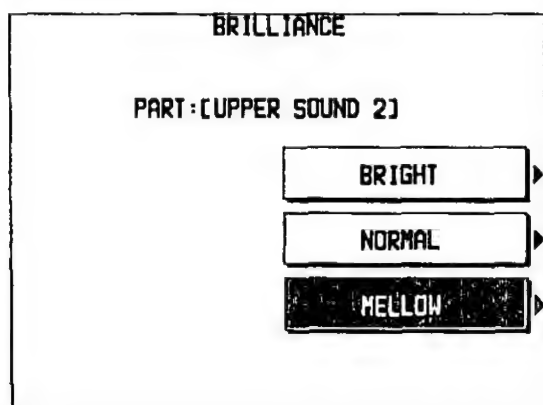 BRILLIANCE
PART:[UPPER SOUND 2]
BRIGHT
NORMAL
MELLOW